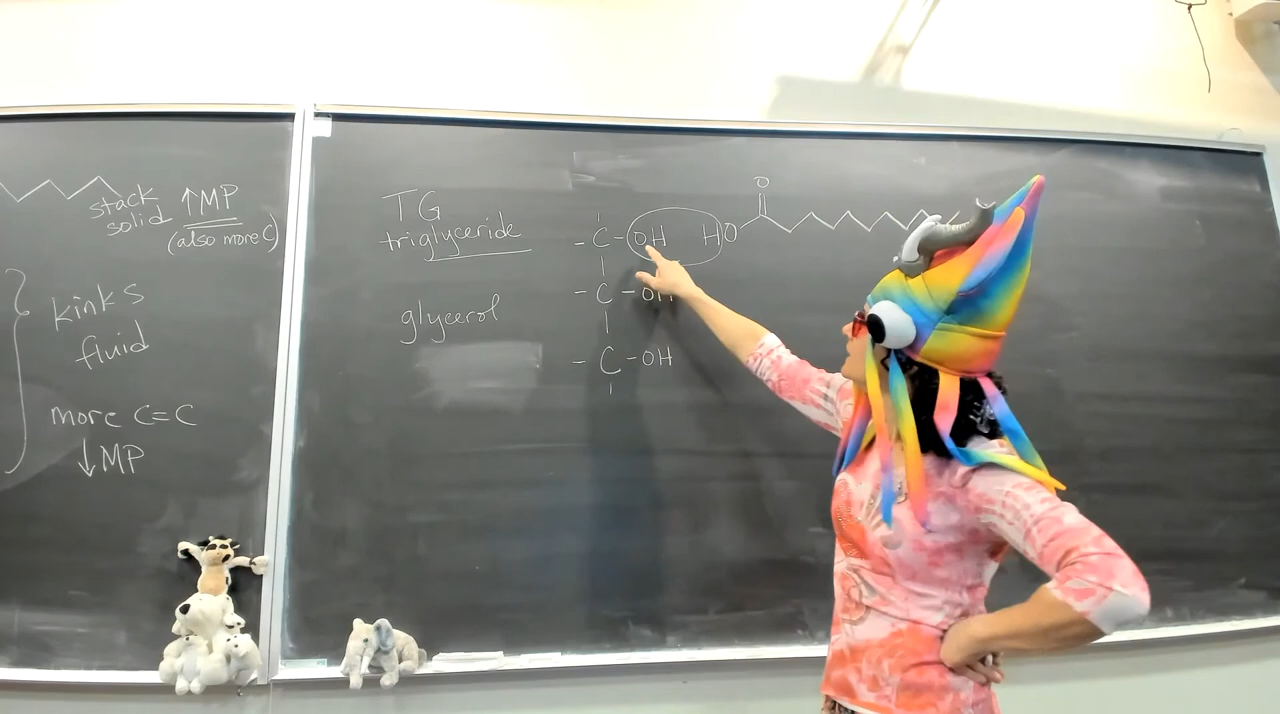 stack
solid
↑MP
(also more C)
kinks
fluid
more C=C
↓MP
TG
triglyceride
glycerol
O
-C-OH HO
-C-OH
-C-OH